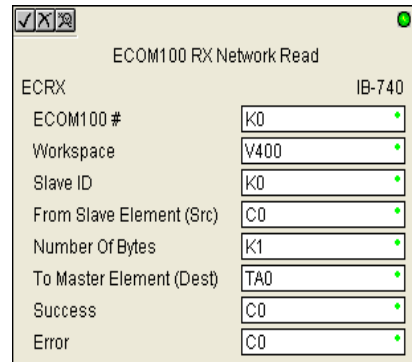 ECOM100 RX Network Read
ECRX IB-740
ECOM100 # K0
Workspace V400
Slave ID K0
From Slave Element (Src) C0
Number Of Bytes K1
To Master Element (Dest) TA0
Success C0
Error C0